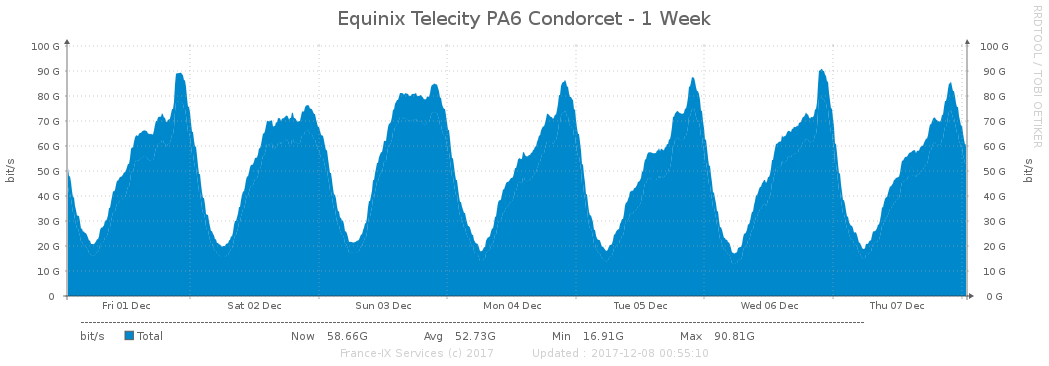 Equinix Telecity PA6 Condorcet - 1 Week
RRDTOOL / TOBI OETIKER
bit/s
bit/s
100 G 100 G
90 G 90 G
80 G 80 G
70 G 70 G
60 G 60 G
50 G 50 G
40 G 40 G
30 G 30 G
20 G 20 G
10 G 10 G
0 0 G
Fri 01 Dec Sat 02 Dec Sun 03 Dec Mon 04 Dec Tue 05 Dec Wed 06 Dec Thu 07 Dec
bit/s Total Now 58.66G Avg 52.73G Min 16.91G Max 90.81G
France-IX Services (c) 2017 Updated : 2017-12-08 00:55:10